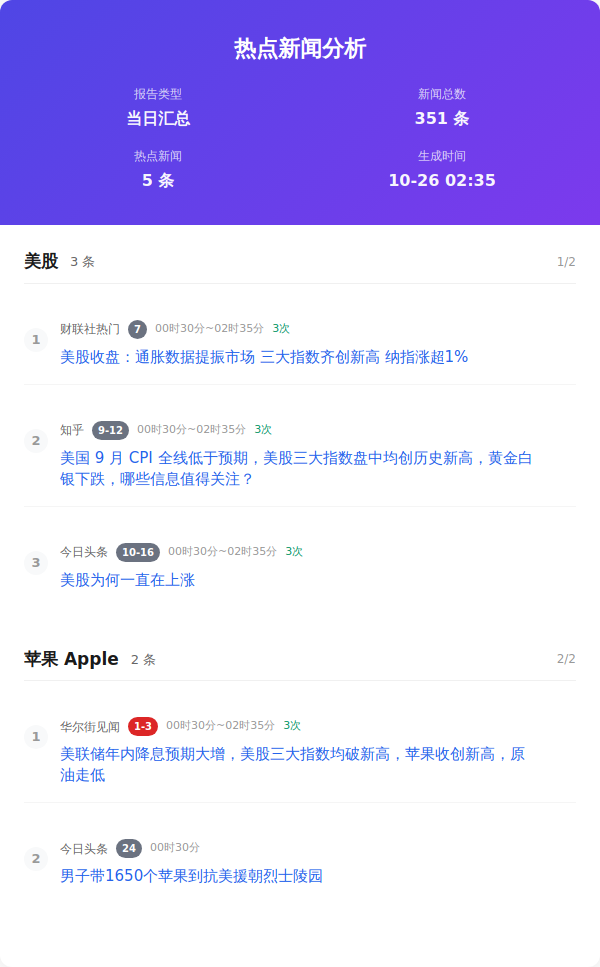 热点新闻分析
报告类型
新闻总数
当日汇总
351 条
热点新闻
生成时间
5 条
10-26 02:35
美股 3 条 1/2
1
财联社热门 7 00时30分~02时35分 3次
美股收盘：通胀数据提振市场 三大指数齐创新高 纳指涨超1%
2
知乎 9-12 00时30分~02时35分 3次
美国 9 月 CPI 全线低于预期，美股三大指数盘中均创历史新高，黄金白
银下跌，哪些信息值得关注？
3
今日头条 10-16 00时30分~02时35分 3次
美股为何一直在上涨
苹果 Apple 2 条 2/2
1
华尔街见闻 1-3 00时30分~02时35分 3次
美联储年内降息预期大增，美股三大指数均破新高，苹果收创新高，原
油走低
2
今日头条 24 00时30分
男子带1650个苹果到抗美援朝烈士陵园